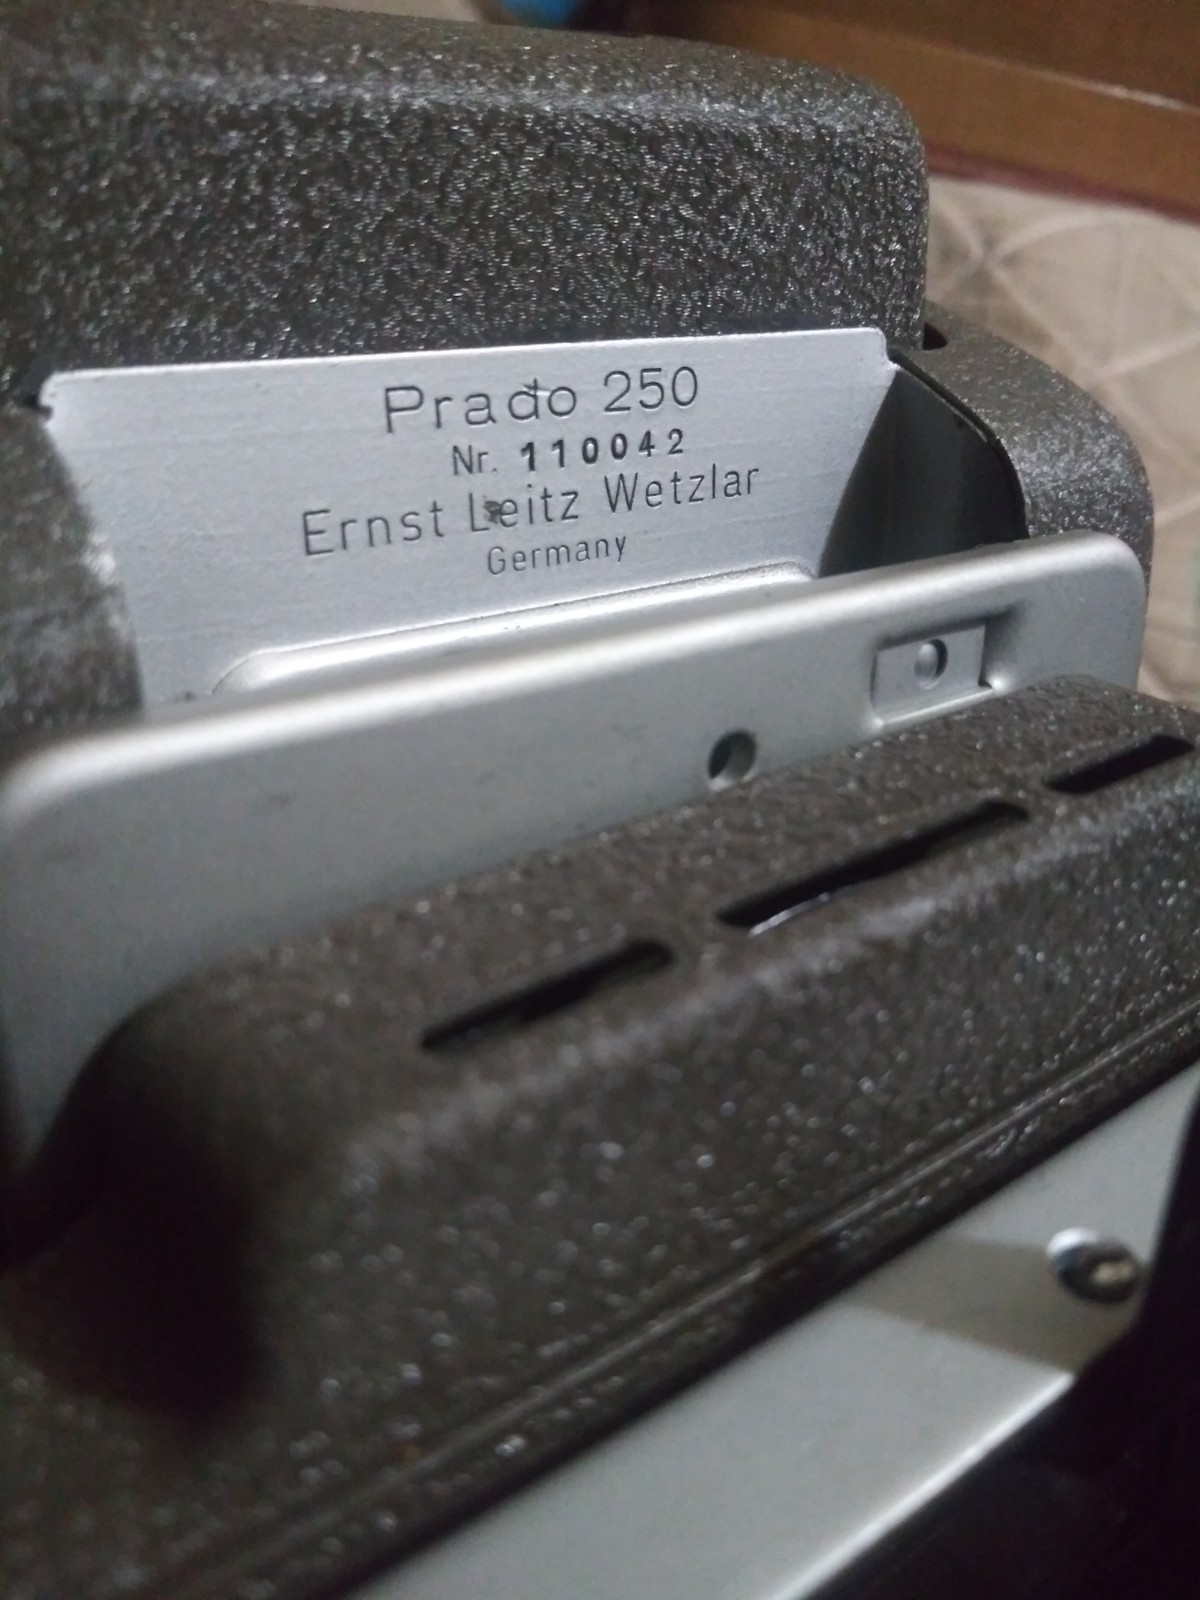 Prado 250
Nr. 110042
Ernst Leitz Wetzlar
Germany